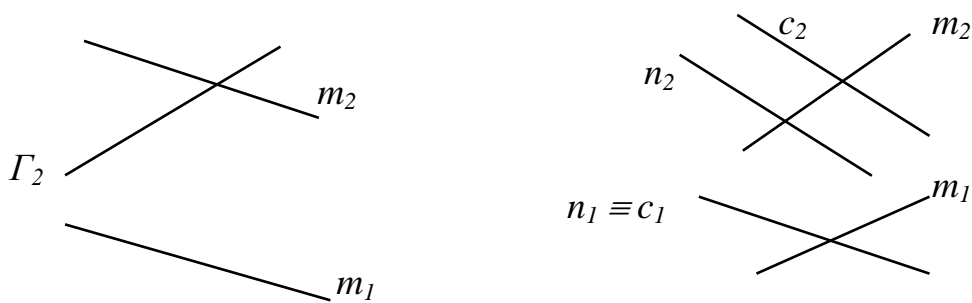 m₂
Γ₂
m₁
c₂
m₂
n₂
m₁
n₁ ≡ c₁